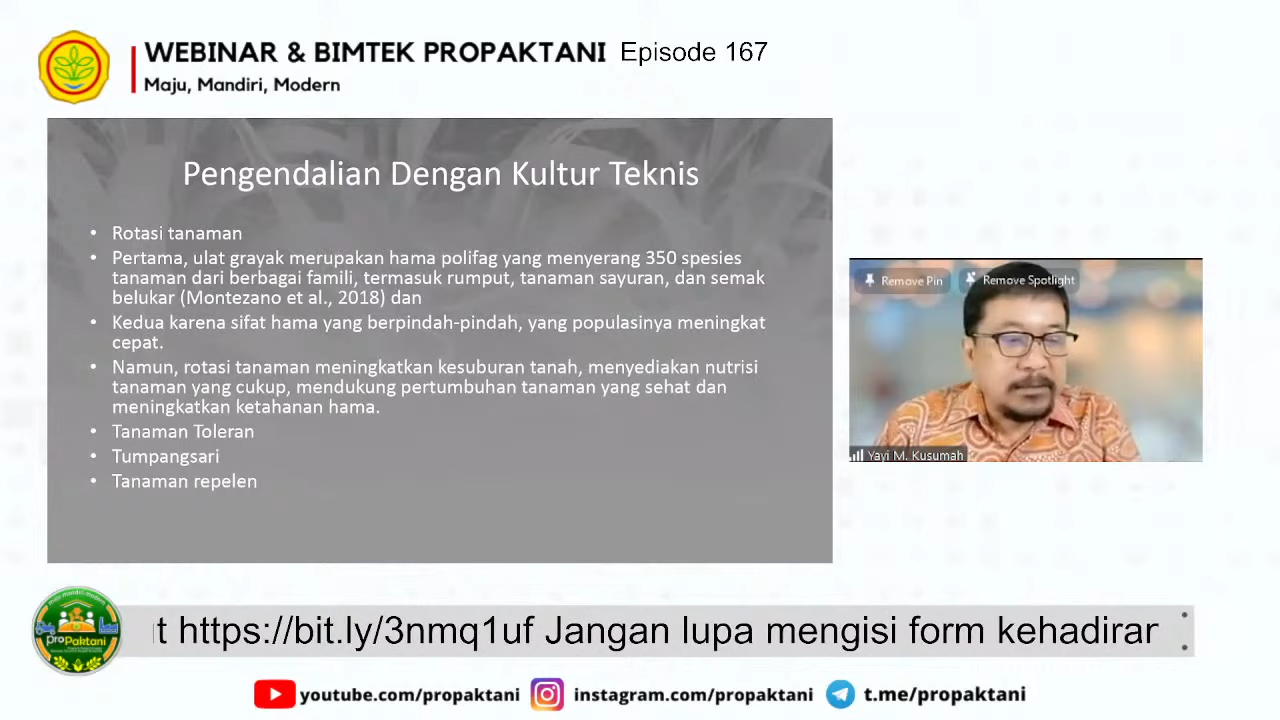 WEBINAR & BIMTEK PROPAKTANI Episode 167
Maju, Mandiri, Modern
Pengendalian Dengan Kultur Teknis
• Rotasi tanaman
• Pertama, ulat grayak merupakan hama polifag yang menyerang 350 spesies
tanaman dari berbagai famili, termasuk rumput, tanaman sayuran, dan semak
belukar (Montezano et al., 2018) dan
• Kedua karena sifat hama yang berpindah-pindah, yang populasinya meningkat
cepat.
• Namun, rotasi tanaman meningkatkan kesuburan tanah, menyediakan nutrisi
tanaman yang cukup, mendukung pertumbuhan tanaman yang sehat dan
meningkatkan ketahanan hama.
• Tanaman Toleran
• Tumpangsari
• Tanaman repelen
Remove Pin Remove Spotlight
Yayi M. Kusumah
maju mandiri modern
ProPaktani
t https://bit.ly/3nmq1uf Jangan lupa mengisi form kehadiran
youtube.com/propaktani instagram.com/propaktani t.me/propaktani